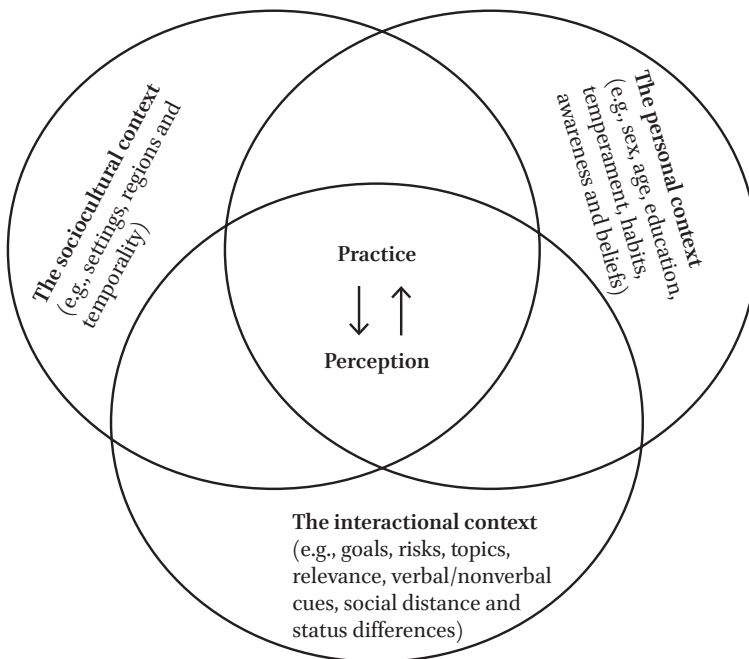 The sociocultural context
(e.g., settings, regions and
temporality)
The personal context
(e.g., sex, age, education,
temperament, habits,
awareness and beliefs)
Practice
Perception
The interactional context
(e.g., goals, risks, topics,
relevance, verbal/nonverbal
cues, social distance and
status differences)